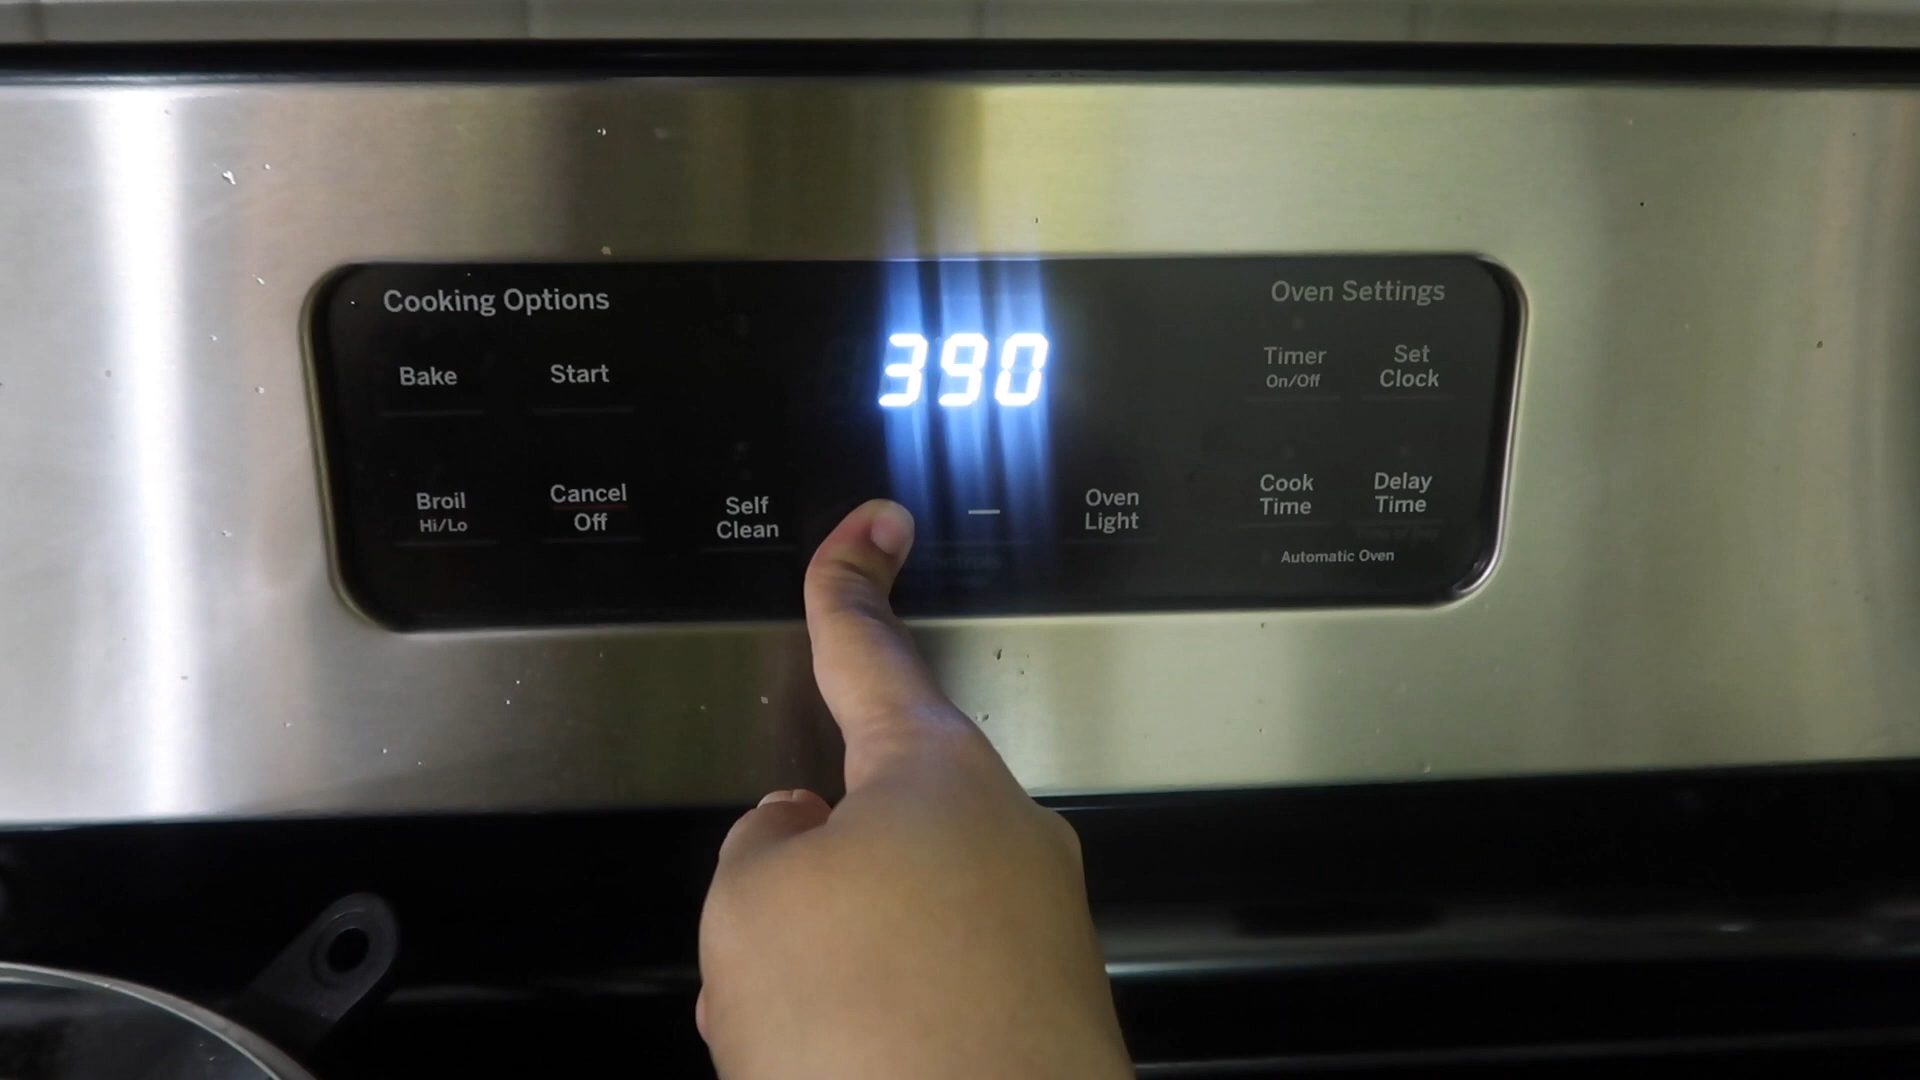 Cooking Options
Oven Settings
390
Bake
Start
Timer
On/Off
Set
Clock
Broil
Hi/Lo
Cancel
Off
Self
Clean
—
Oven
Light
Cook
Time
Delay
Time
Automatic Oven